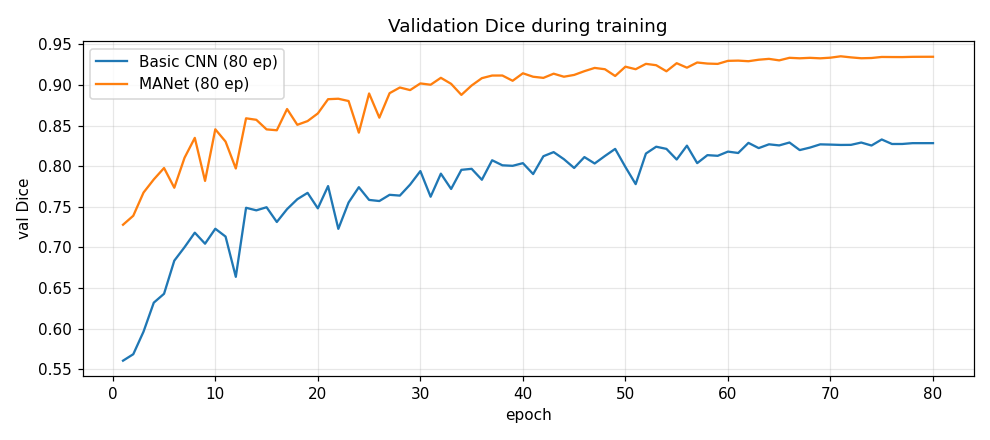 Validation Dice during training
Basic CNN (80 ep)
MANet (80 ep)
val Dice
0.95
0.90
0.85
0.80
0.75
0.70
0.65
0.60
0.55
0 10 20 30 40 50 60 70 80
epoch